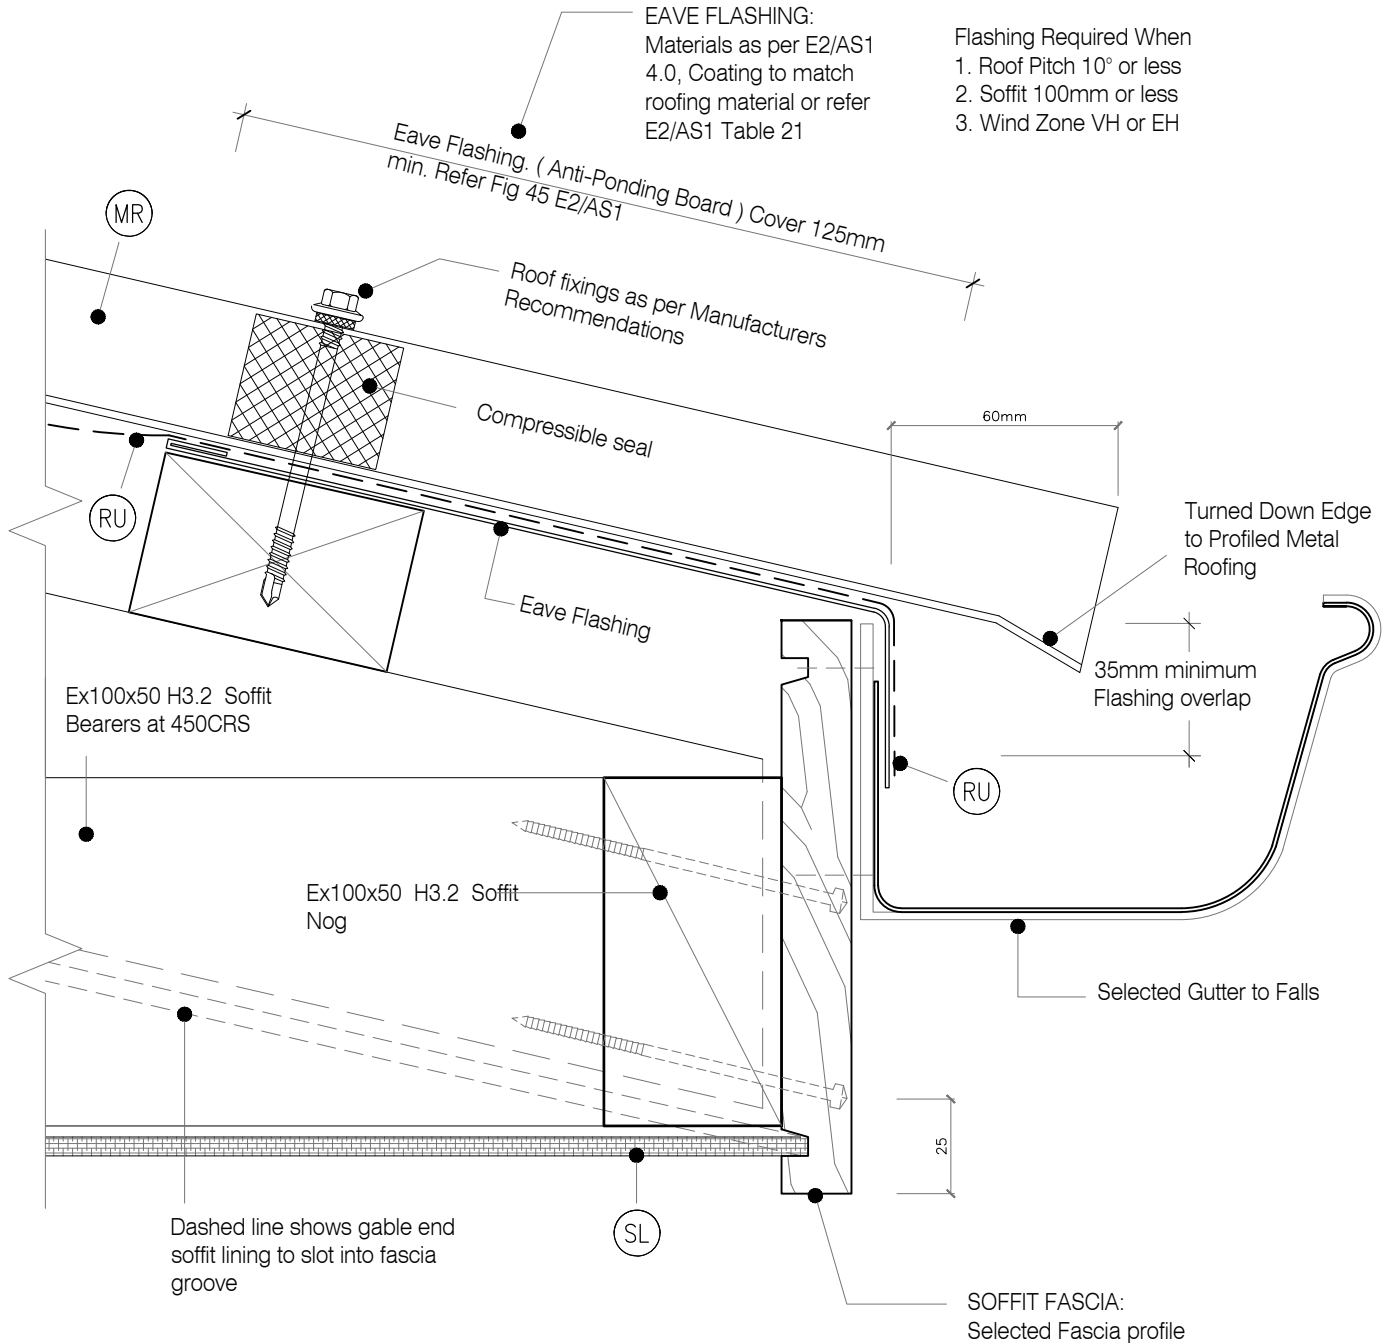 EAVE FLASHING:
Materials as per E2/AS1
4.0, Coating to match
roofing material or refer
E2/AS1 Table 21
Flashing Required When
1. Roof Pitch 10° or less
2. Soffit 100mm or less
3. Wind Zone VH or EH
Eave Flashing. ( Anti-Ponding Board ) Cover 125mm
min. Refer Fig 45 E2/AS1
MR
Roof fixings as per Manufacturers
Recommendations
Compressible seal
60mm
RU
Turned Down Edge
to Profiled Metal
Roofing
Eave Flashing
35mm minimum
Flashing overlap
Ex100x50 H3.2 Soffit
Bearers at 450CRS
RU
Ex100x50 H3.2 Soffit
Nog
Selected Gutter to Falls
25
Dashed line shows gable end
soffit lining to slot into fascia
groove
SL
SOFFIT FASCIA:
Selected Fascia profile